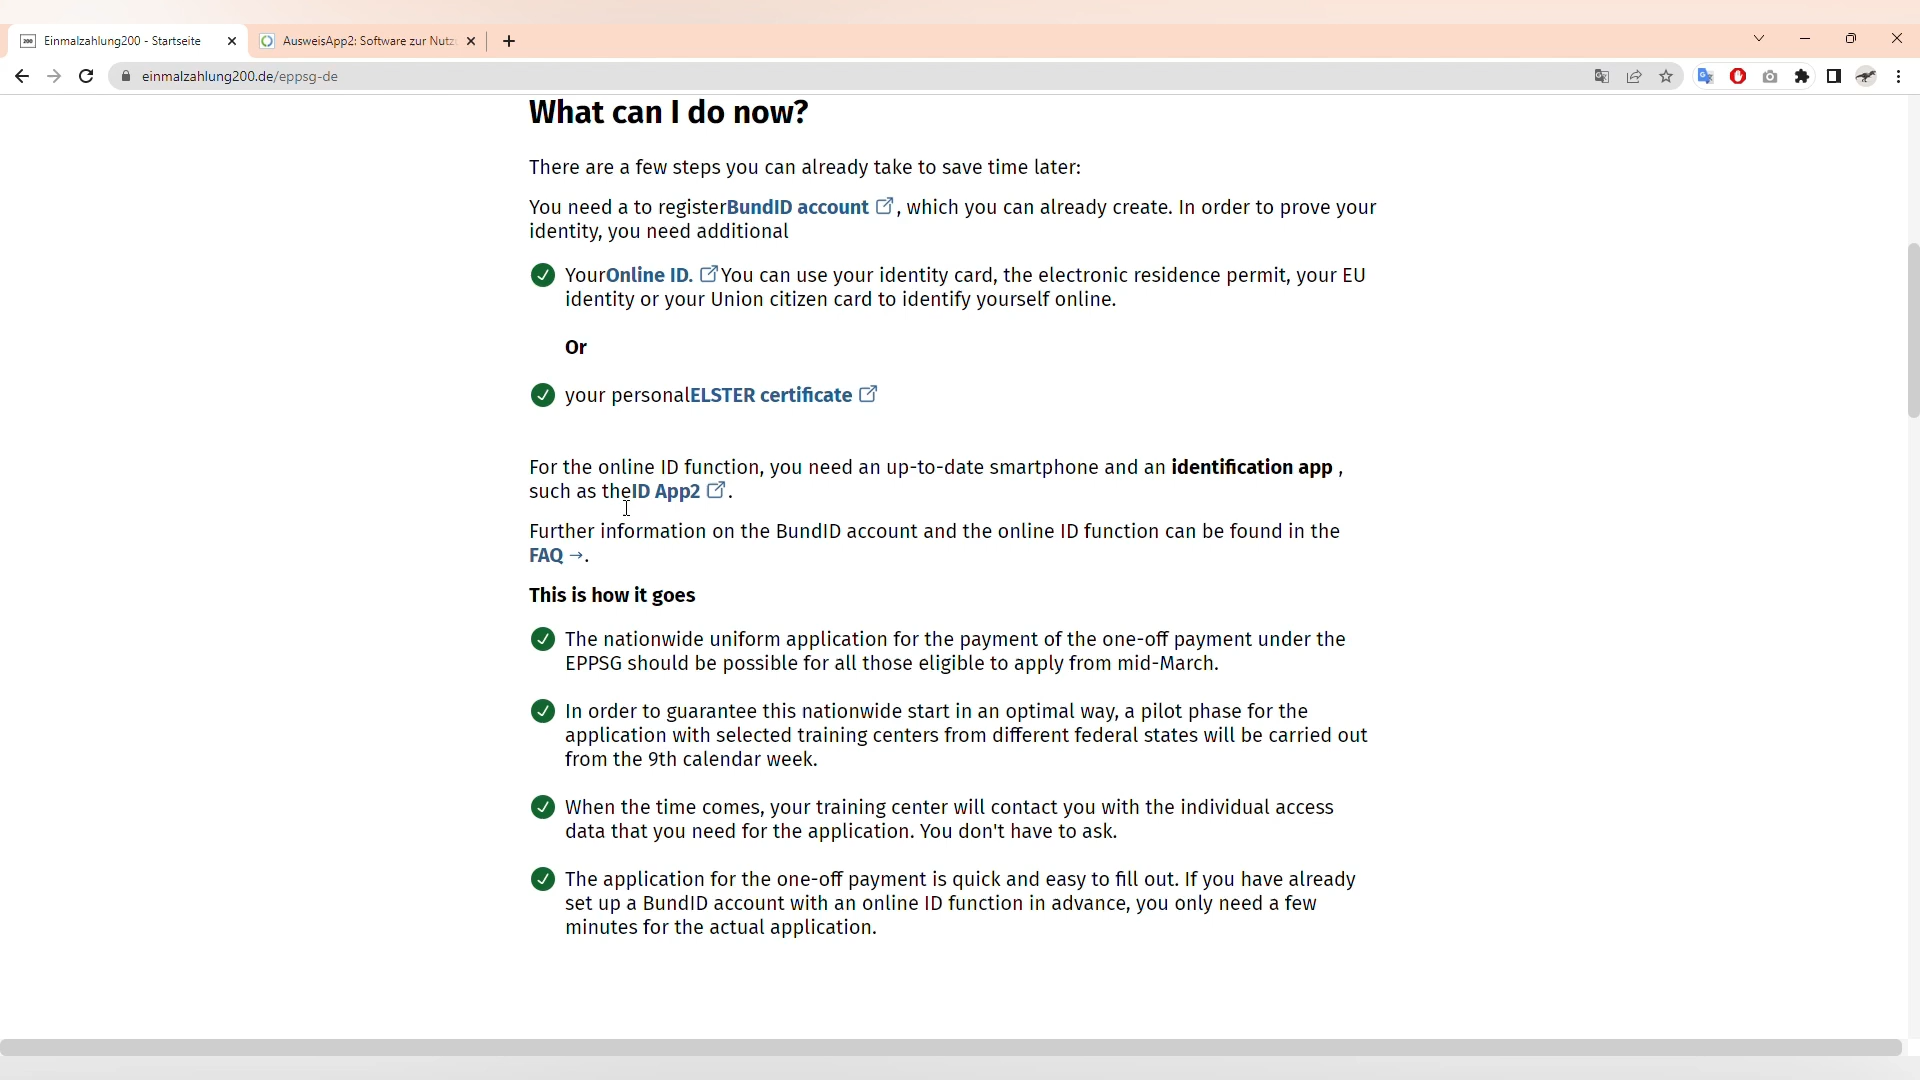 Einmalzahlung200 - Startseite
AusweisApp2: Software zur Nutz
einmalzahlung200.de/eppsg-de
What can I do now?
There are a few steps you can already take to save time later:
You need a to registerBundID account , which you can already create. In order to prove your
identity, you need additional
YourOnline ID. You can use your identity card, the electronic residence permit, your EU
identity or your Union citizen card to identify yourself online.
Or
your personalELSTER certificate
For the online ID function, you need an up-to-date smartphone and an identification app ,
such as theID App2 .
Further information on the BundID account and the online ID function can be found in the
FAQ →.
This is how it goes
The nationwide uniform application for the payment of the one-off payment under the
EPPSG should be possible for all those eligible to apply from mid-March.
In order to guarantee this nationwide start in an optimal way, a pilot phase for the
application with selected training centers from different federal states will be carried out
from the 9th calendar week.
When the time comes, your training center will contact you with the individual access
data that you need for the application. You don't have to ask.
The application for the one-off payment is quick and easy to fill out. If you have already
set up a BundID account with an online ID function in advance, you only need a few
minutes for the actual application.